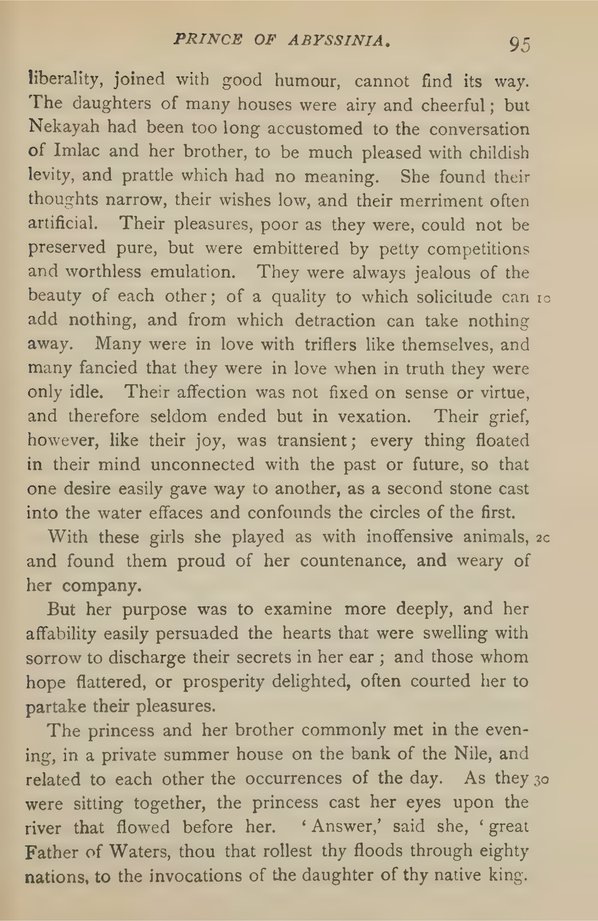 PRINCE OF ABYSSINIA. 95
liberality, joined with good humour, cannot find its way.
The daughters of many houses were airy and cheerful; but
Nekayah had been too long accustomed to the conversation
of Imlac and her brother, to be much pleased with childish
levity, and prattle which had no meaning. She found their
thoughts narrow, their wishes low, and their merriment often
artificial. Their pleasures, poor as they were, could not be
preserved pure, but were embittered by petty competitions
and worthless emulation. They were always jealous of the
beauty of each other; of a quality to which solicitude can 10
add nothing, and from which detraction can take nothing
away. Many were in love with triflers like themselves, and
many fancied that they were in love when in truth they were
only idle. Their affection was not fixed on sense or virtue,
and therefore seldom ended but in vexation. Their grief,
however, like their joy, was transient; every thing floated
in their mind unconnected with the past or future, so that
one desire easily gave way to another, as a second stone cast
into the water effaces and confounds the circles of the first.
With these girls she played as with inoffensive animals, 20
and found them proud of her countenance, and weary of
her company.
But her purpose was to examine more deeply, and her
affability easily persuaded the hearts that were swelling with
sorrow to discharge their secrets in her ear ; and those whom
hope flattered, or prosperity delighted, often courted her to
partake their pleasures.
The princess and her brother commonly met in the even-
ing, in a private summer house on the bank of the Nile, and
related to each other the occurrences of the day. As they 30
were sitting together, the princess cast her eyes upon the
river that flowed before her. ‘ Answer,’ said she, ‘ great
Father of Waters, thou that rollest thy floods through eighty
nations, to the invocations of the daughter of thy native king.